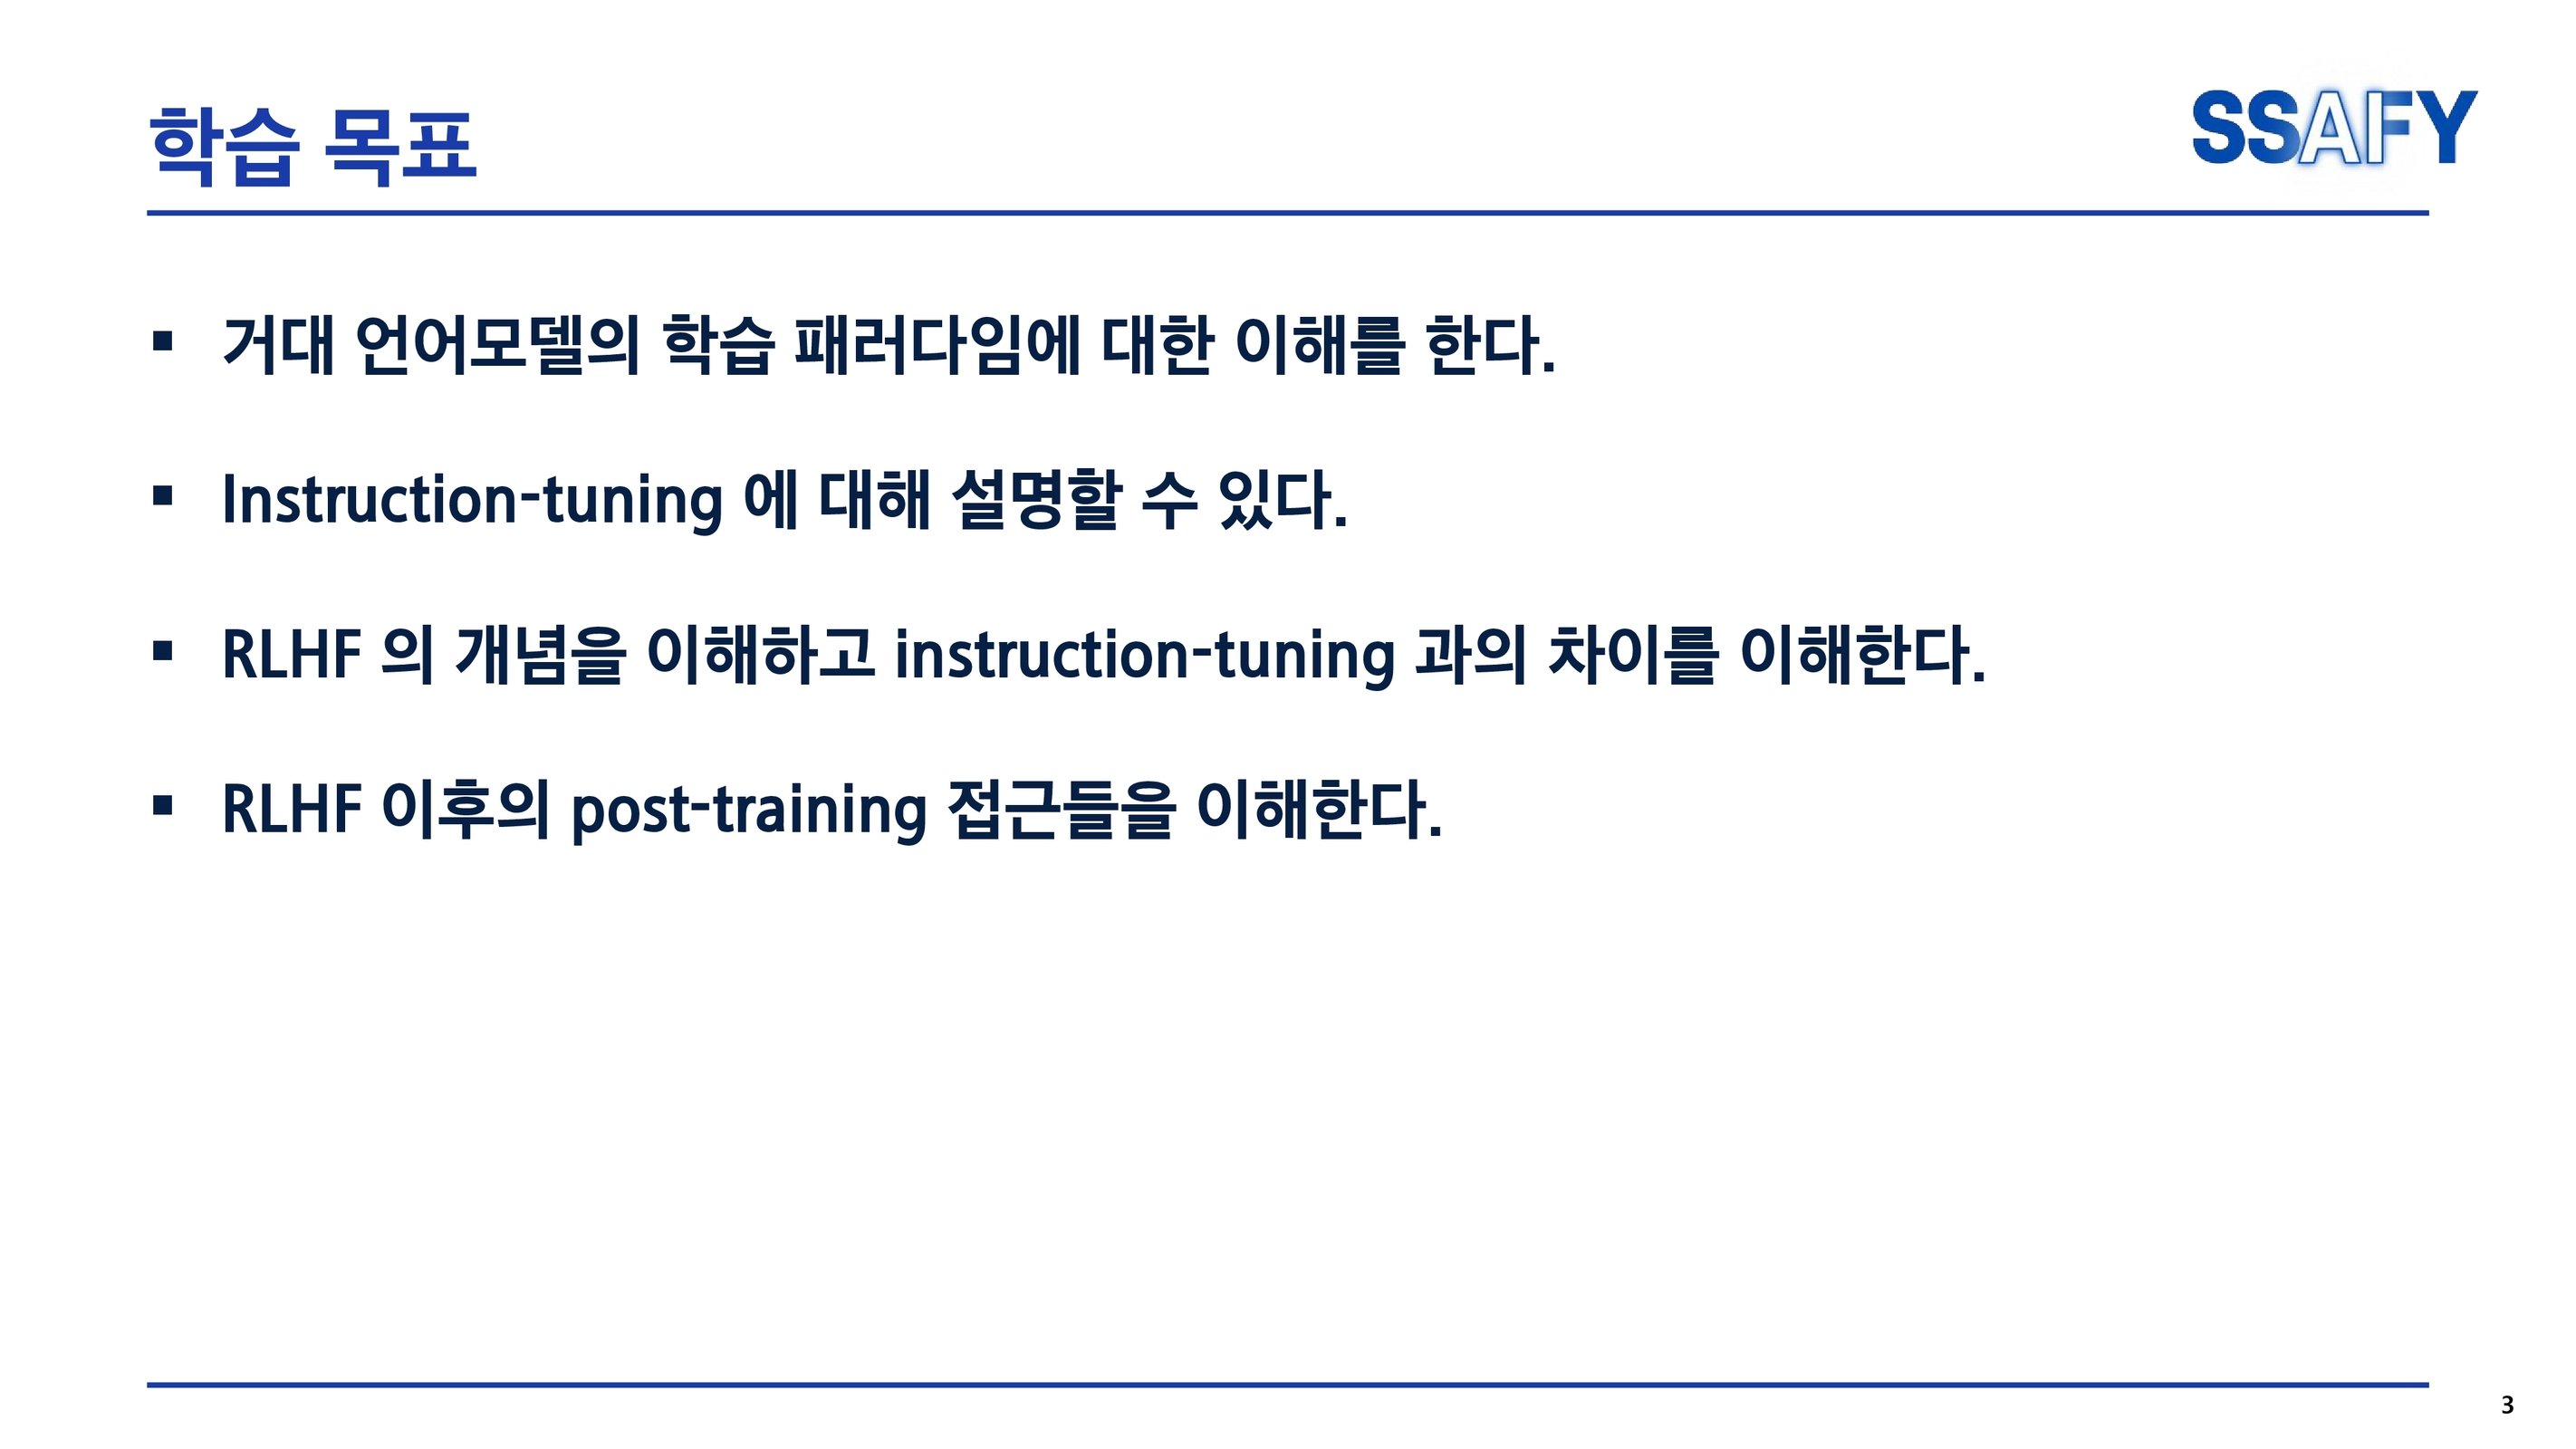 학습 목표
SSAFY
▪ 거대 언어모델의 학습 패러다임에 대한 이해를 한다.
▪ Instruction-tuning 에 대해 설명할 수 있다.
▪ RLHF 의 개념을 이해하고 instruction-tuning 과의 차이를 이해한다.
▪ RLHF 이후의 post-training 접근들을 이해한다.
3